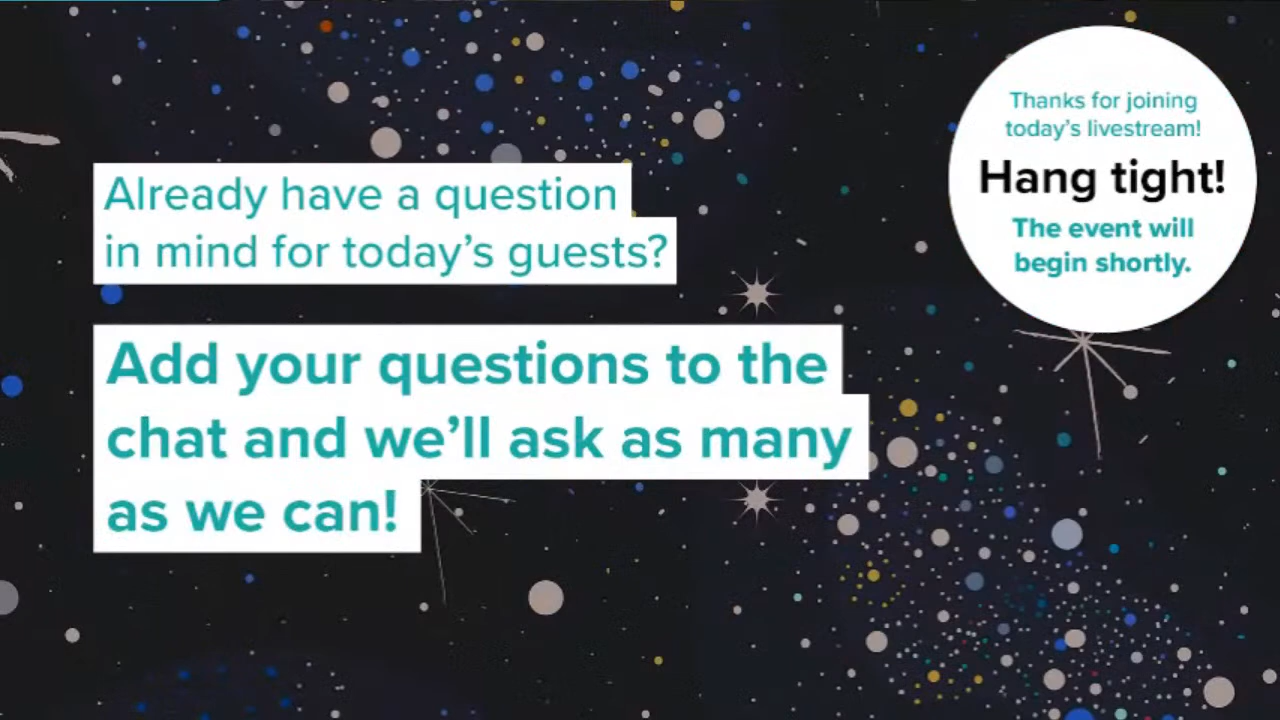 Thanks for joining
today’s livestream!
Hang tight!
The event will
begin shortly.
Already have a question
in mind for today’s guests?
Add your questions to the
chat and we’ll ask as many
as we can!